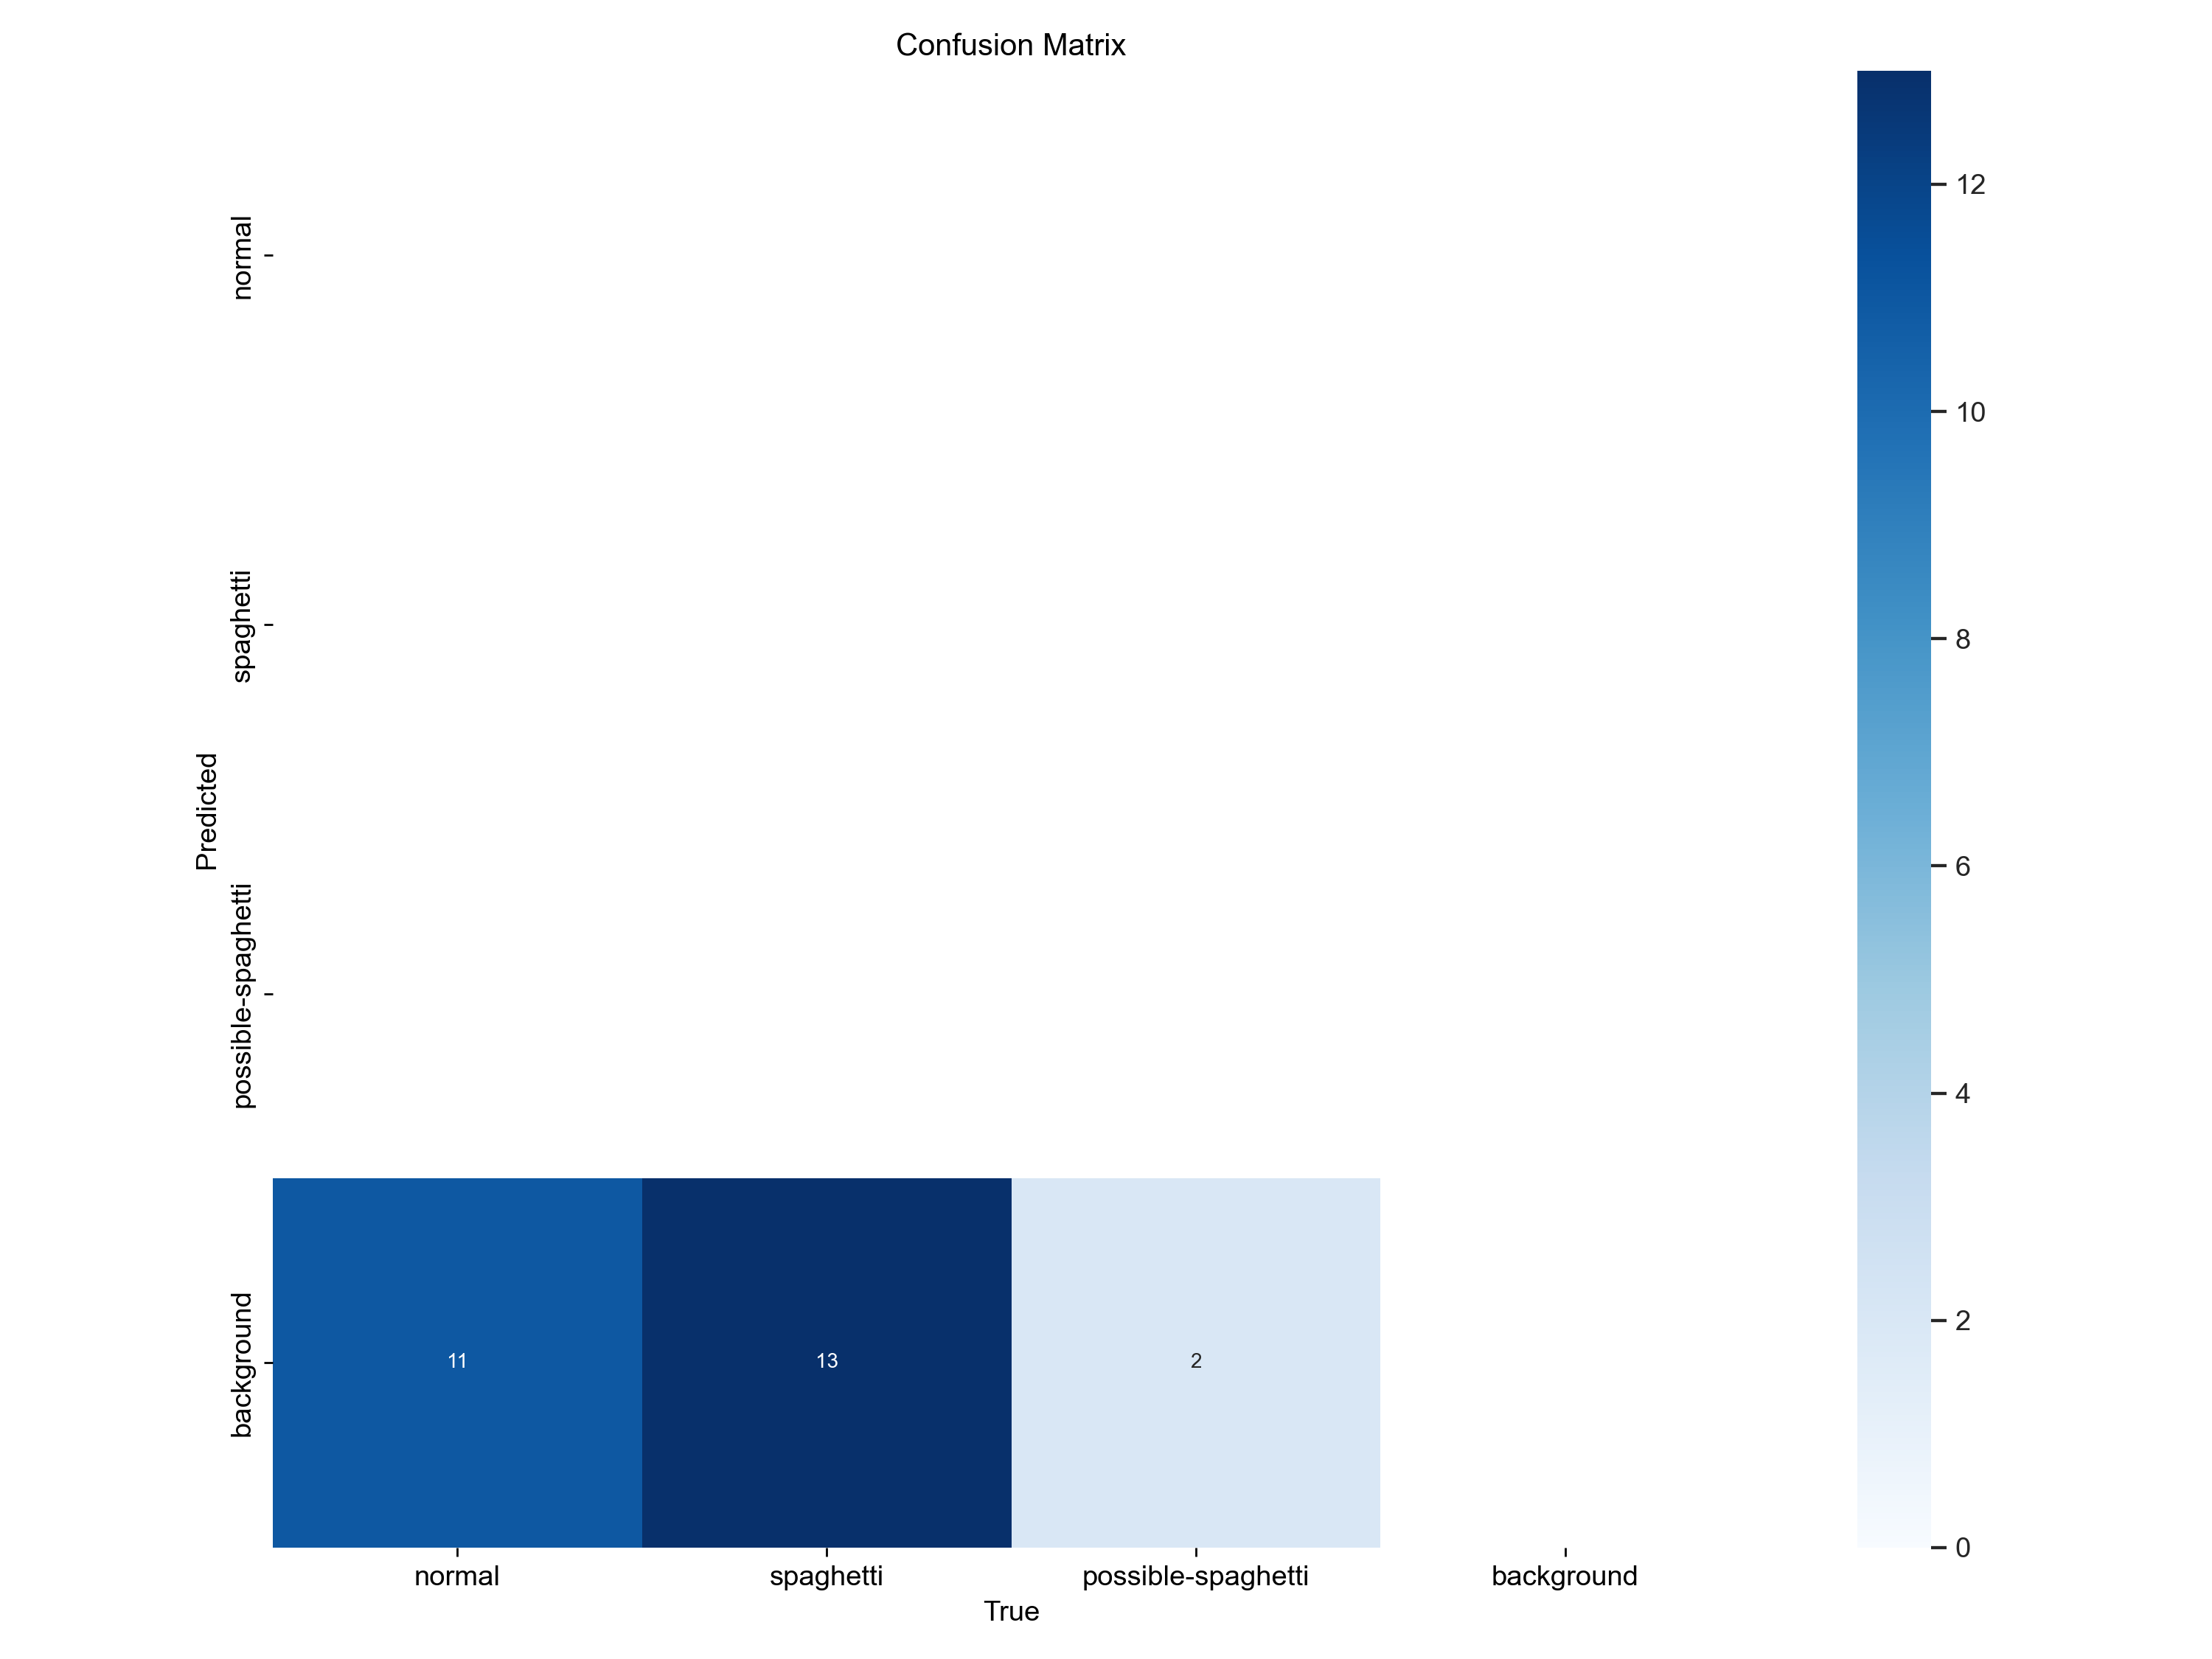 Confusion Matrix
normal
spaghetti
possible-spaghetti
background
Predicted
11 13 2
normal spaghetti possible-spaghetti background
True
12
10
8
6
4
2
0